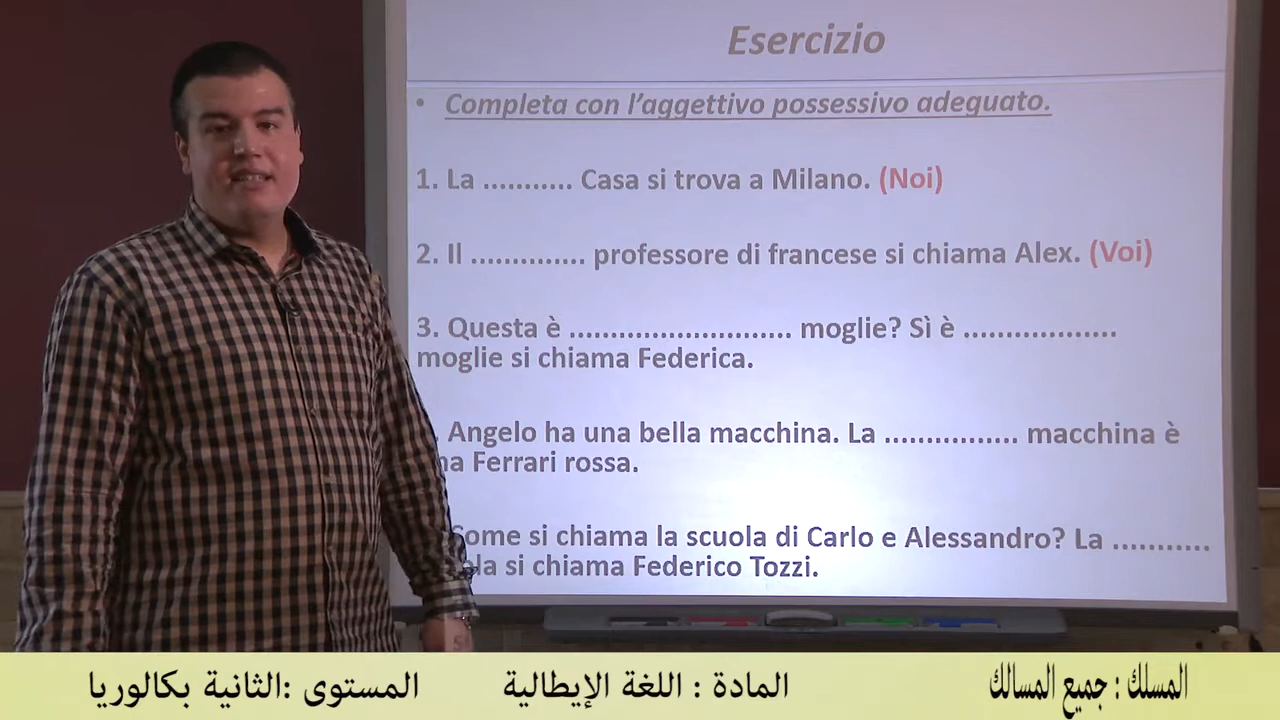 Esercizio
• Completa con l'aggettivo possessivo adeguato.
1. La ........... Casa si trova a Milano. (Noi)
2. Il .............. professore di francese si chiama Alex. (Voi)
3. Questa è ........................... moglie? Sì è ..................
moglie si chiama Federica.
. Angelo ha una bella macchina. La ................ macchina è
na Ferrari rossa.
Come si chiama la scuola di Carlo e Alessandro? La ............
ola si chiama Federico Tozzi.
المسلك : جميع المسالك المادة : اللغة الإيطالية المستوى :الثانية بكالوريا